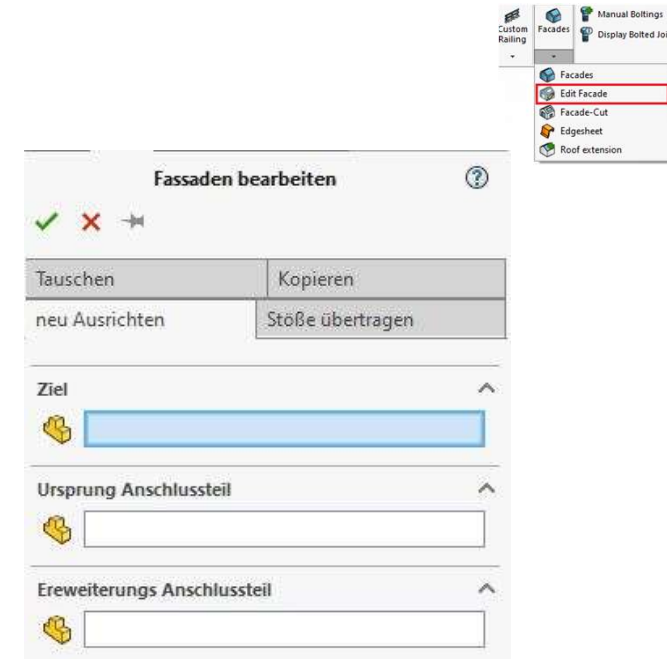 Custom
Railing
Facades
Manual Boltings
Display Bolted Joi
Facades
Edit Facade
Facade-Cut
Edgesheet
Roof extension
Fassaden bearbeiten
Tauschen
Kopieren
neu Ausrichten
Stöße übertragen
Ziel
Ursprung Anschlussteil
Ereweiterungs Anschlussteil